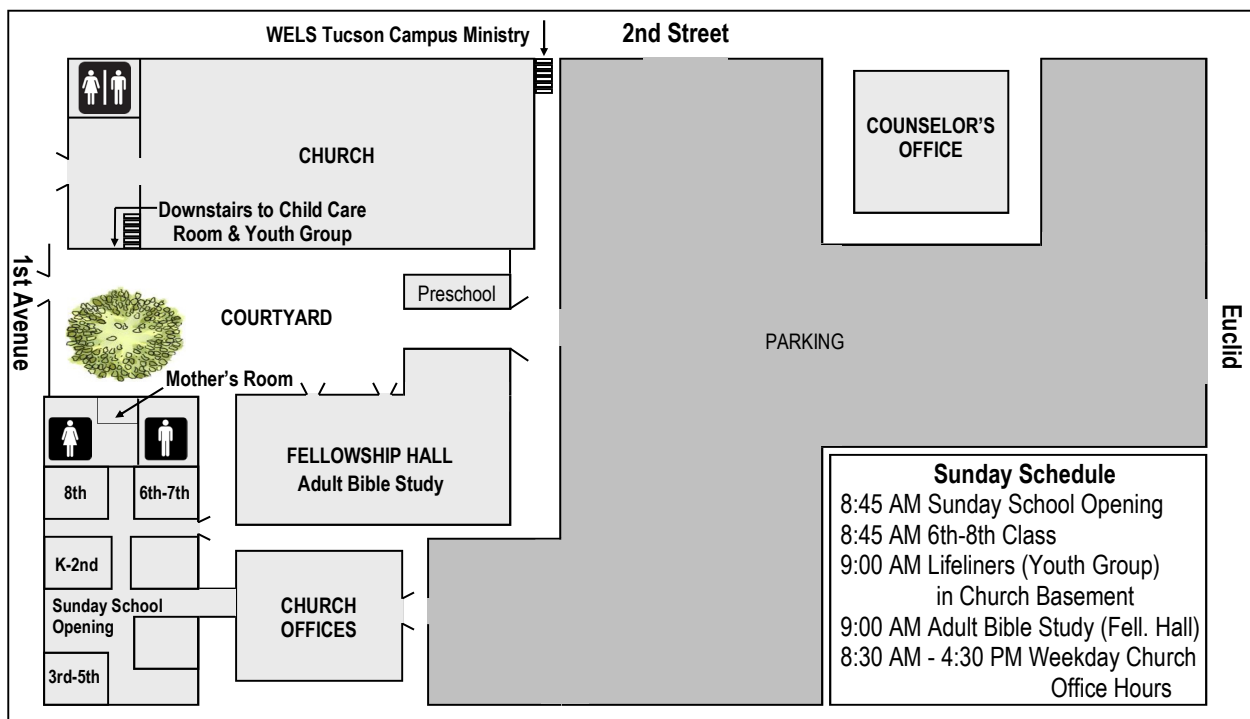 WELS Tucson Campus Ministry
2nd Street
COUNSELOR'S
OFFICE
CHURCH
Downstairs to Child Care
Room & Youth Group
1st Avenue
Preschool
COURTYARD
PARKING
Euclid
Mother's Room
FELLOWSHIP HALL
Adult Bible Study
8th
6th-7th
K-2nd
Sunday School
Opening
3rd-5th
CHURCH
OFFICES
Sunday Schedule
8:45 AM Sunday School Opening
8:45 AM 6th-8th Class
9:00 AM Lifeliners (Youth Group)
in Church Basement
9:00 AM Adult Bible Study (Fell. Hall)
8:30 AM - 4:30 PM Weekday Church
Office Hours